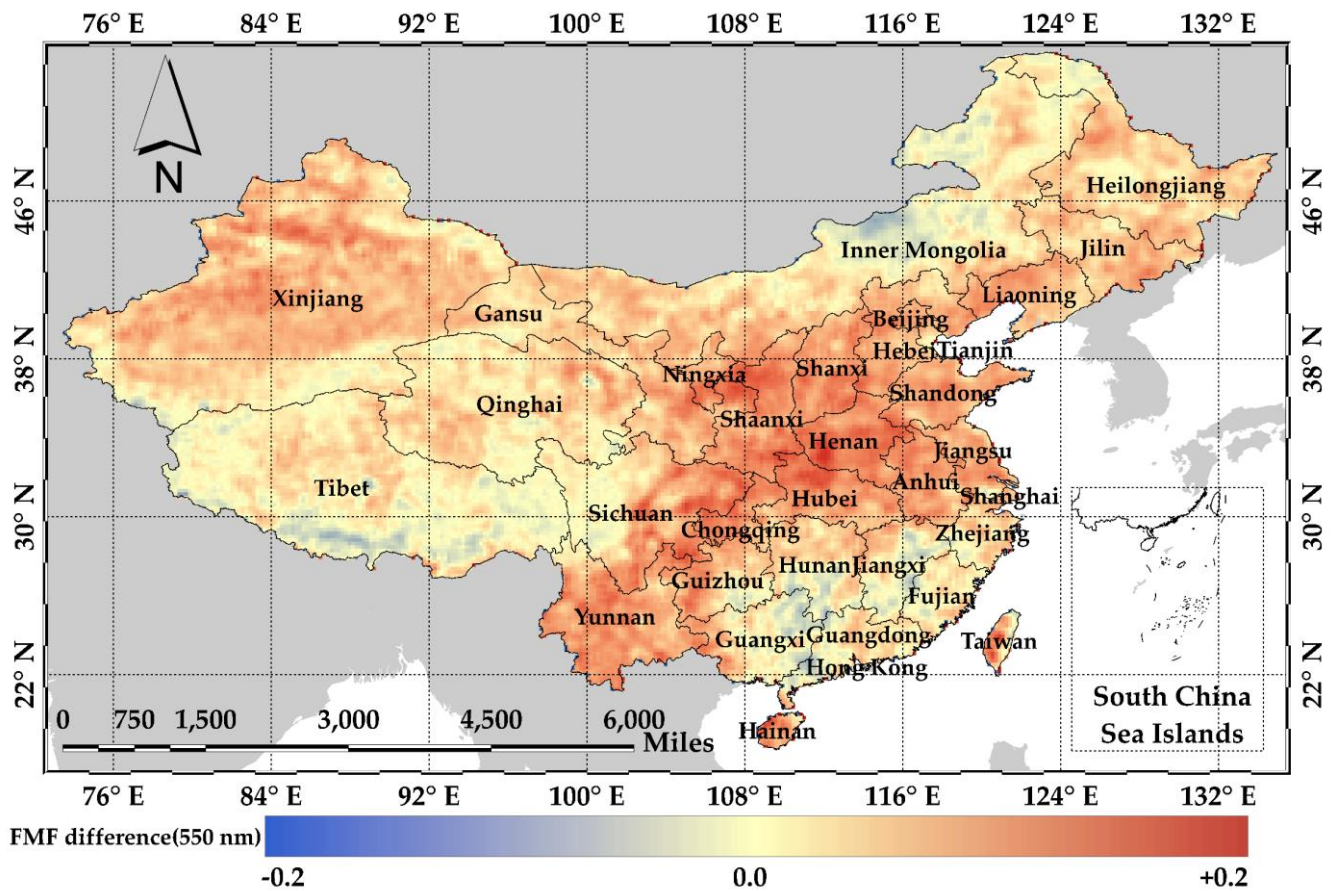 76° E 84° E 92° E 100° E 108° E 116° E 124° E 132° E
N
46° N 46° N
38° N 38° N
30° N 30° N
22° N 22° N
Heilongjiang
Inner Mongolia
Jilin
Xinjiang
Liaoning
Gansu
Beijing
Hebei
Tianjin
Ningxia
Shanxi
Shandong
Qinghai
Shaanxi
Henan
Jiangsu
Tibet
Anhui
Hubei
Shanghai
Sichuan
Chongqing
Zhejiang
Hunan
Jiangxi
Guizhou
Fujian
Yunnan
Guangxi
Guangdong
Taiwan
Hong Kong
Hainan
South China
Sea Islands
0 750 1,500 3,000 4,500 6,000
Miles
76° E 84° E 92° E 100° E 108° E 116° E 124° E 132° E
FMF difference(550 nm)
-0.2 0.0 +0.2